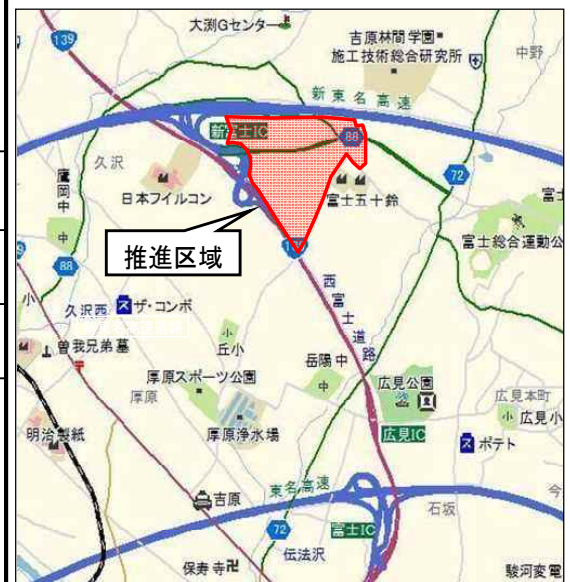 大渕Gセンター
139
吉原林間学園
施工技術総合研究所
中野
新東名高速
新富士IC
88
久沢
鷹岡中
中
日本フイルコン
富士五十鈴
72
富士総合運動公
推進区域
139
88
西富士道路
小
久沢西
ザ・コンボ
曽我兄弟墓
小
丘小
岳陽中
中
厚原スポーツ公園
厚原
広見公園
広見本町
小
広見小
明治製紙
厚原浄水場
広見IC
ポテト
東名高速
吉原
石坂
今
72
富士IC
伝法沢
保寿寺卍
駿河変電